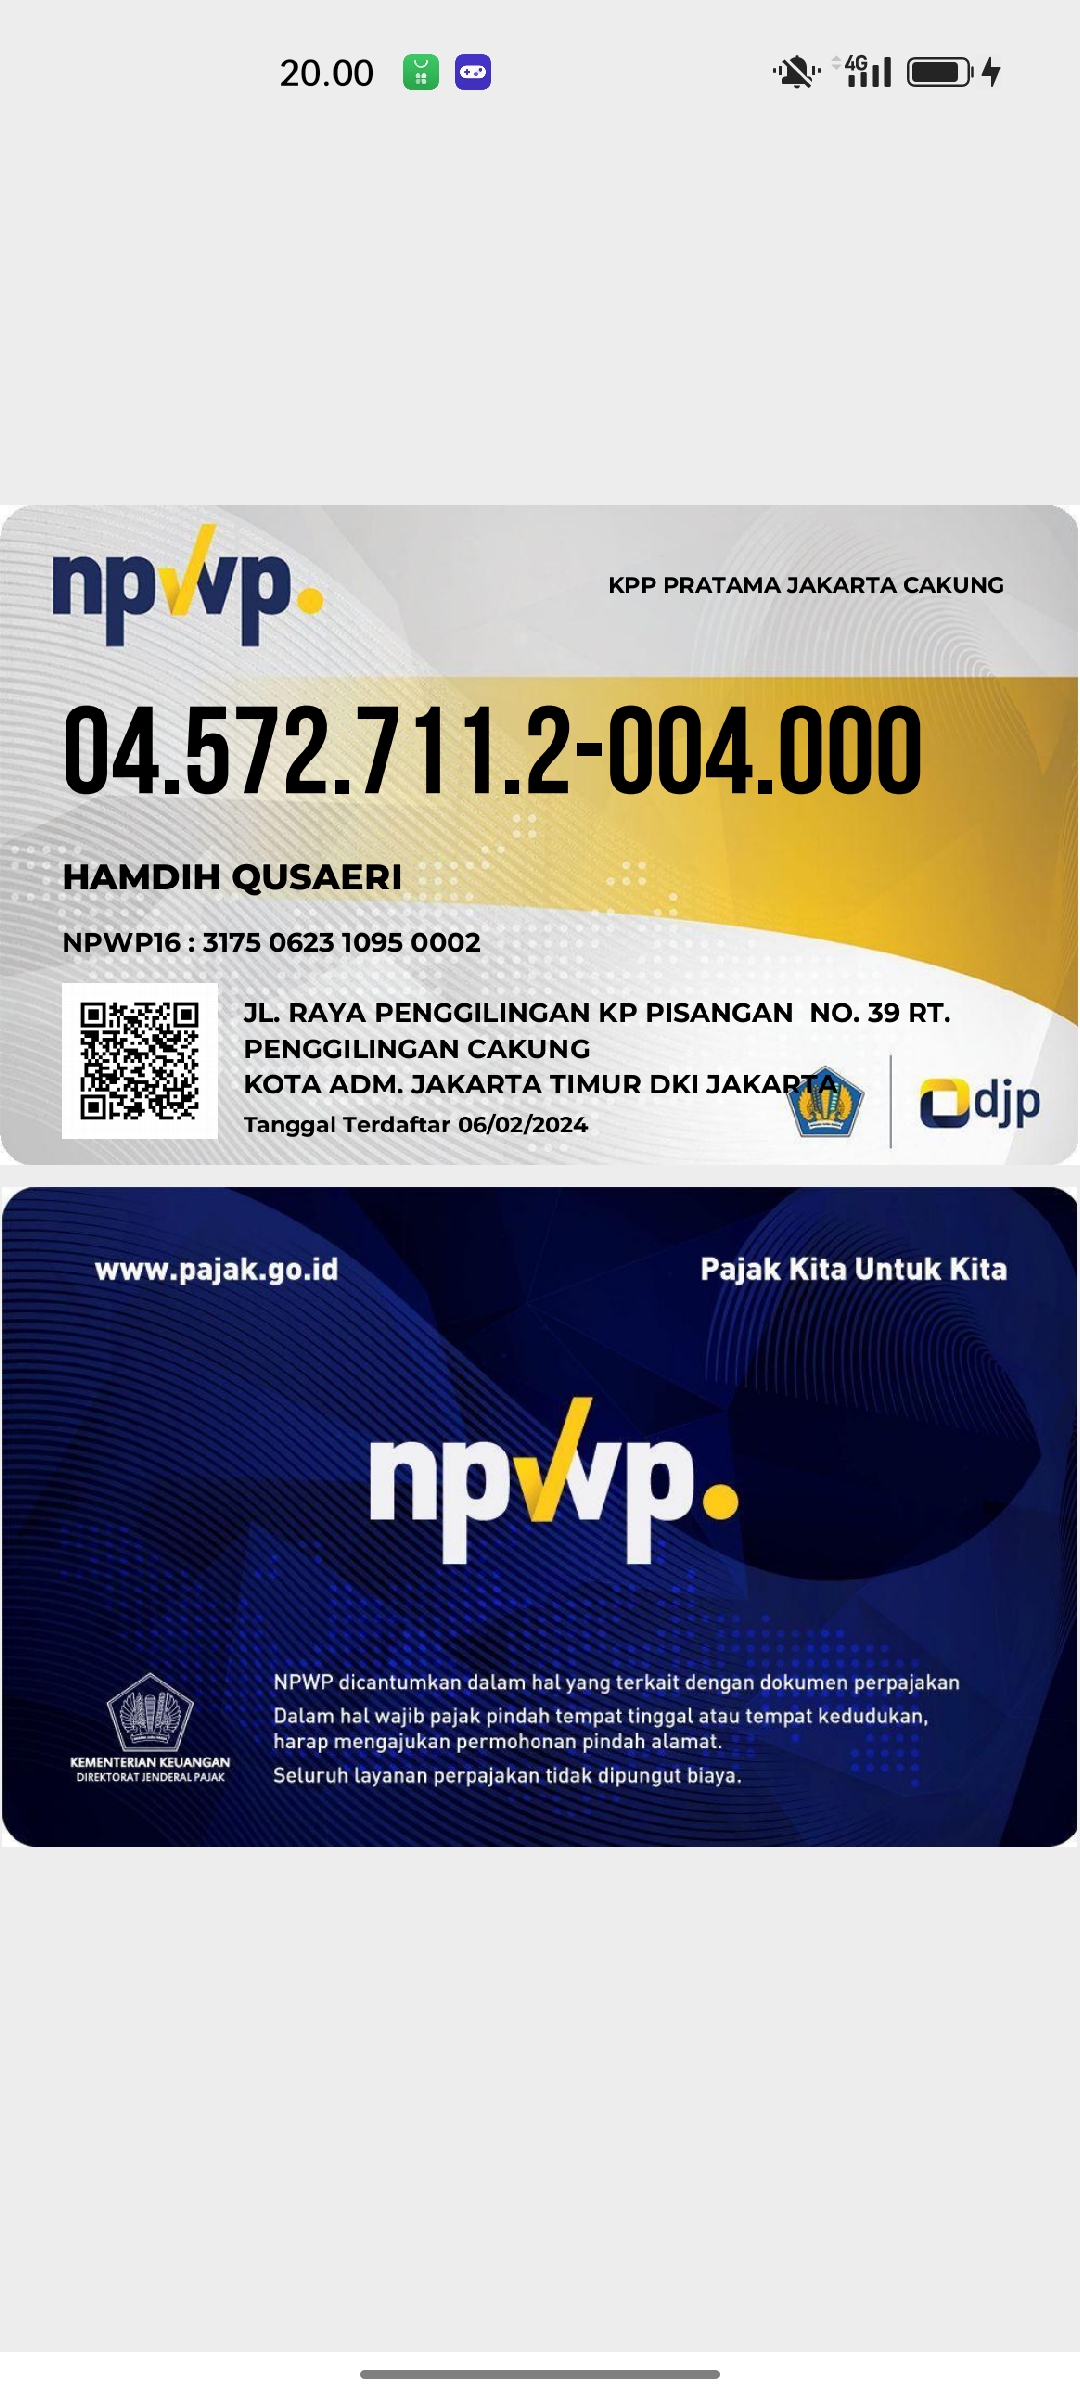 20.00
4G
npwp.
KPP PRATAMA JAKARTA CAKUNG
04.572.711.2-004.000
HAMDIH QUSAERI
NPWP16 : 3175 0623 1095 0002
JL. RAYA PENGGILINGAN KP PISANGAN  NO. 39 RT.
PENGGILINGAN CAKUNG
KOTA ADM. JAKARTA TIMUR DKI JAKARTA
Tanggal Terdaftar 06/02/2024
djp
www.pajak.go.id
Pajak Kita Untuk Kita
npwp.
NPWP dicantumkan dalam hal yang terkait dengan dokumen perpajakan
Dalam hal wajib pajak pindah tempat tinggal atau tempat kedudukan,
harap mengajukan permohonan pindah alamat.
Seluruh layanan perpajakan tidak dipungut biaya.
KEMENTERIAN KEUANGAN
DIREKTORAT JENDERAL PAJAK